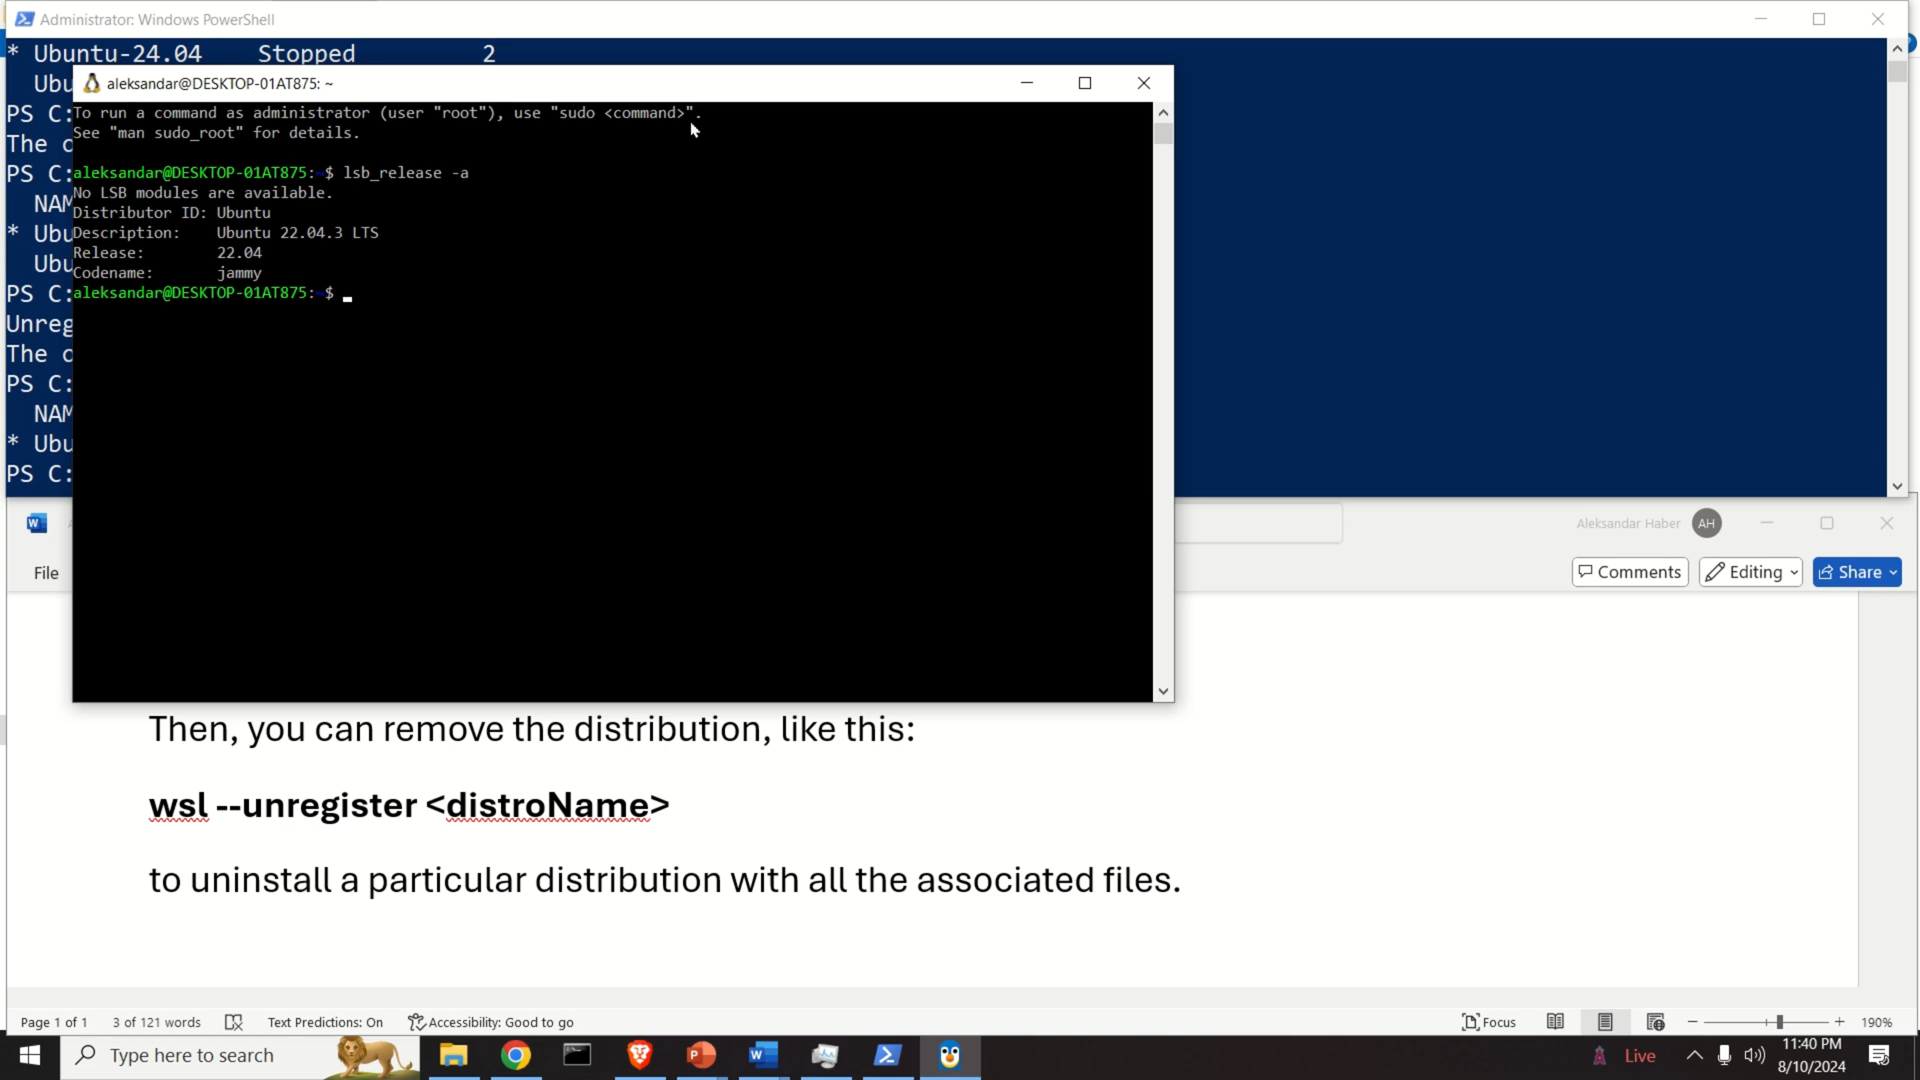 Administrator: Windows PowerShell
* Ubuntu-24.04 Stopped 2
Ubu
PS C:
The o
PS C:
NAM
* Ubu
Ubu
PS C:
Unreg
The o
PS C:
NAM
* Ubu
PS C:
aleksandar@DESKTOP-01AT875: ~
To run a command as administrator (user "root"), use "sudo <command>".
See "man sudo_root" for details.
aleksandar@DESKTOP-01AT875:~$ lsb_release -a
No LSB modules are available.
Distributor ID: Ubuntu
Description: Ubuntu 22.04.3 LTS
Release: 22.04
Codename: jammy
aleksandar@DESKTOP-01AT875:~$
Aleksandar Haber AH
File
Comments Editing Share
Then, you can remove the distribution, like this:
wsl --unregister <distroName>
to uninstall a particular distribution with all the associated files.
Page 1 of 1 3 of 121 words Text Predictions: On Accessibility: Good to go Focus 190%
Type here to search
Live
11:40 PM
8/10/2024